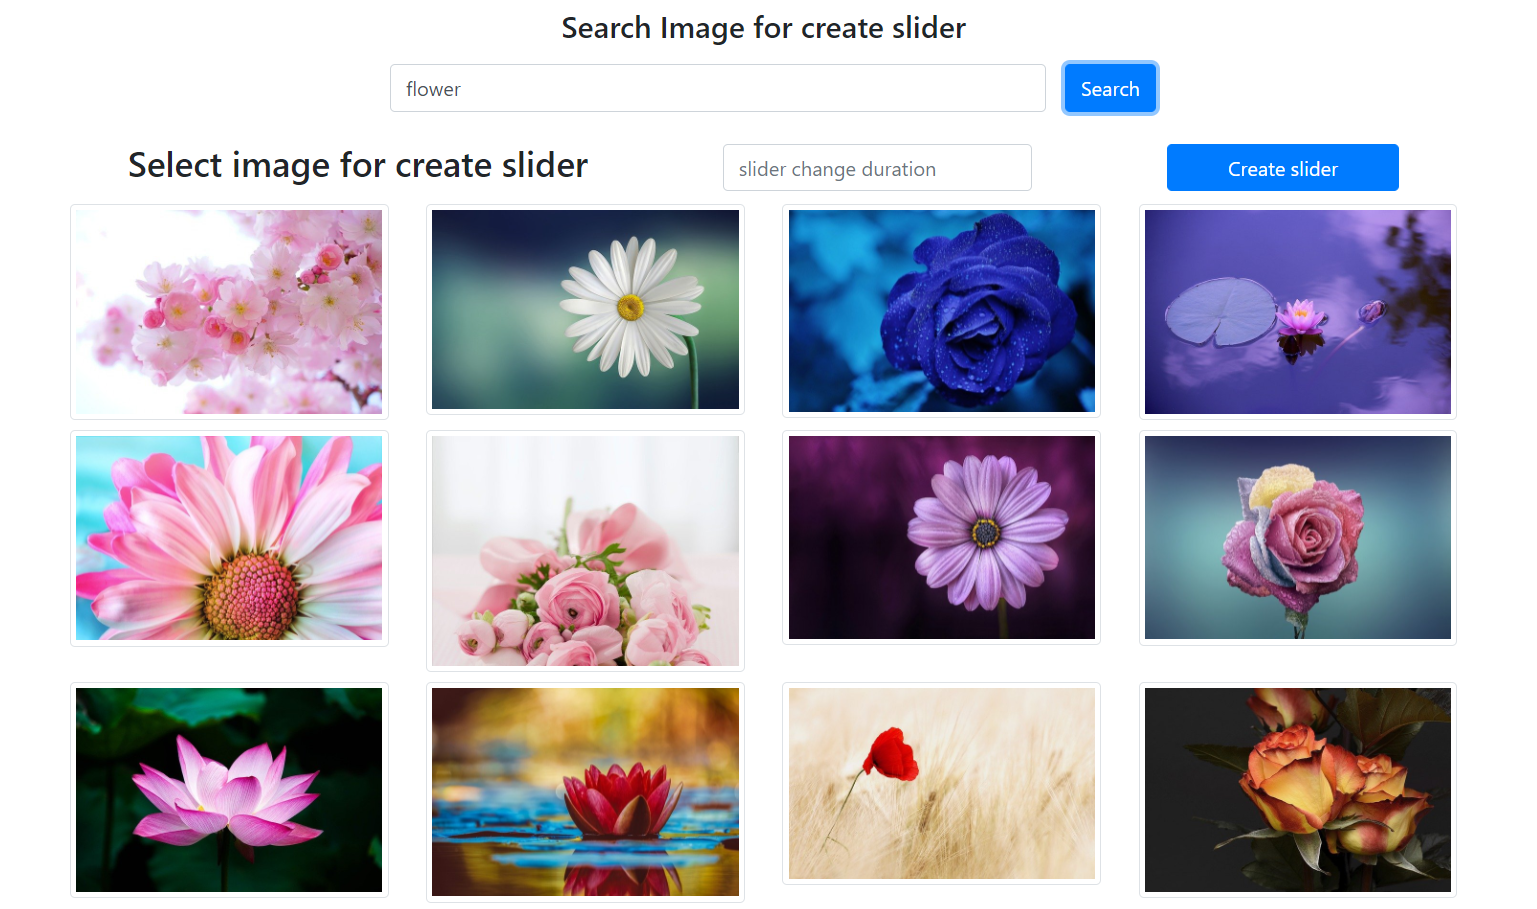 Search Image for create slider
flower
Search
Select image for create slider
slider change duration
Create slider